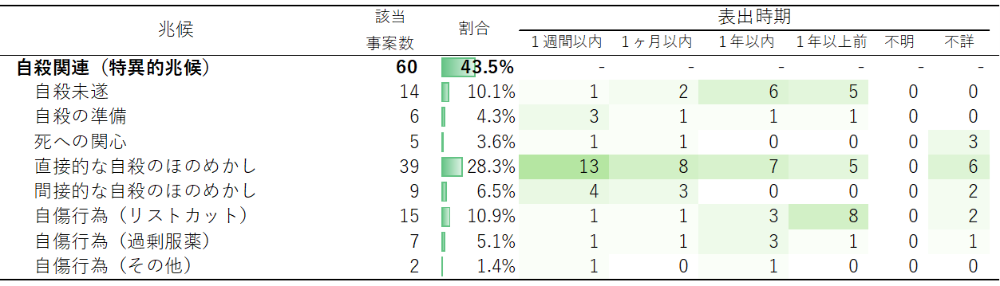 兆候 該当事案数 割合 表出時期
１週間以内 １ヶ月以内 １年以内 １年以上前 不明 不詳
自殺関連（特異的兆候） 60 43.5% - - - - - -
自殺未遂 14 10.1% 1 2 6 5 0 0
自殺の準備 6 4.3% 3 1 1 1 0 0
死への関心 5 3.6% 1 1 0 0 0 3
直接的な自殺のほのめかし 39 28.3% 13 8 7 5 0 6
間接的な自殺のほのめかし 9 6.5% 4 3 0 0 0 2
自傷行為（リストカット） 15 10.9% 1 1 3 8 0 2
自傷行為（過剰服薬） 7 5.1% 1 1 3 1 0 1
自傷行為（その他） 2 1.4% 1 0 1 0 0 0